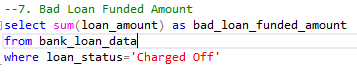 --7. Bad Loan Funded Amount
select sum(loan_amount) as bad_loan_funded_amount
from bank_loan_data
where loan_status='Charged Off'